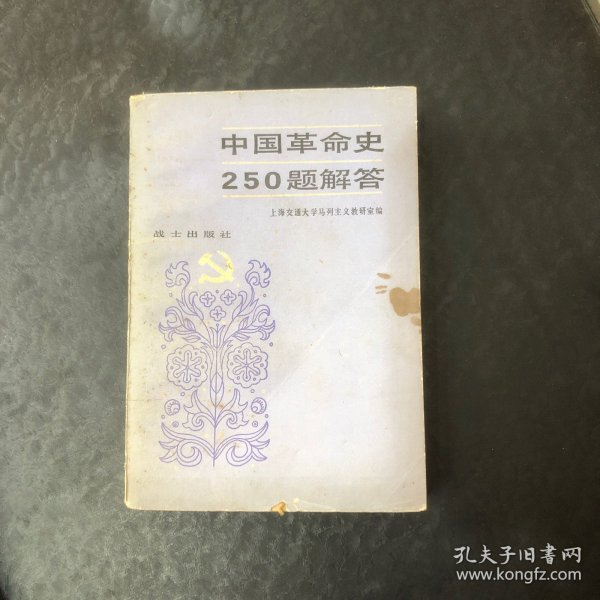 中国革命史
250题解答
上海交通大学马列主义教研室编
战士出版社
孔夫子旧书网
www.kongfz.com